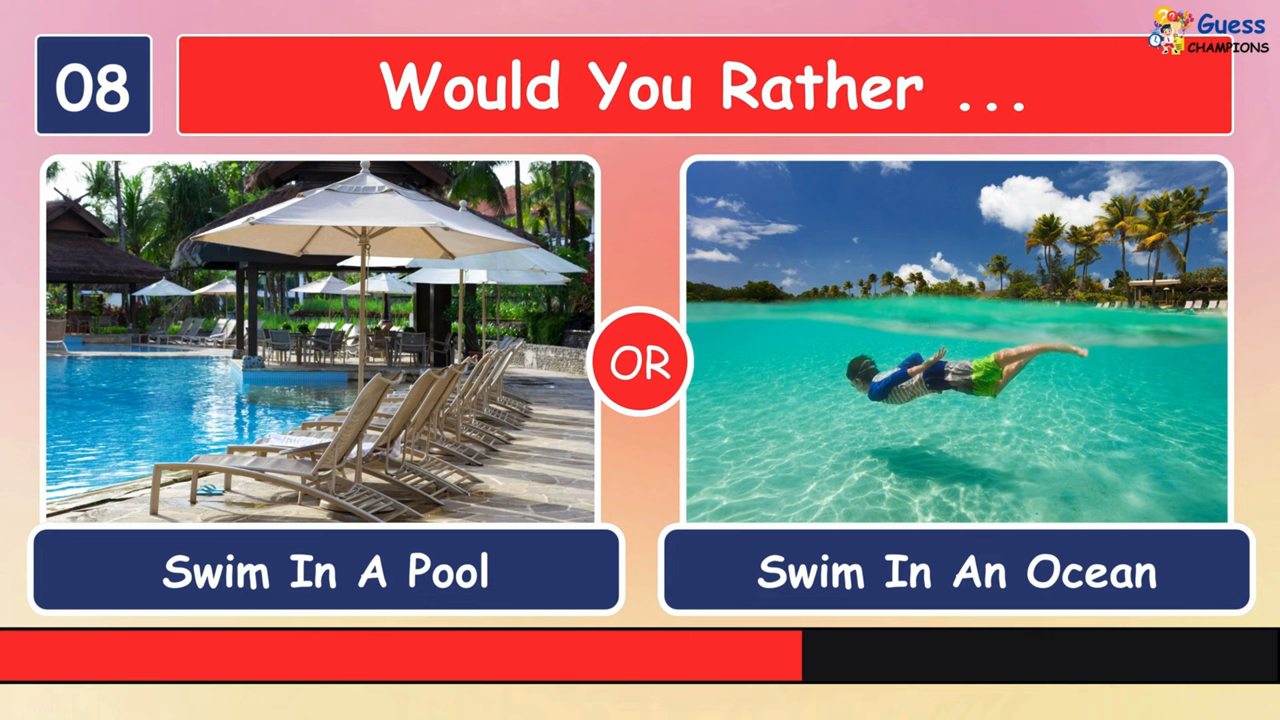 Guess
CHAMPIONS
08
Would You Rather ...
OR
Swim In A Pool
Swim In An Ocean